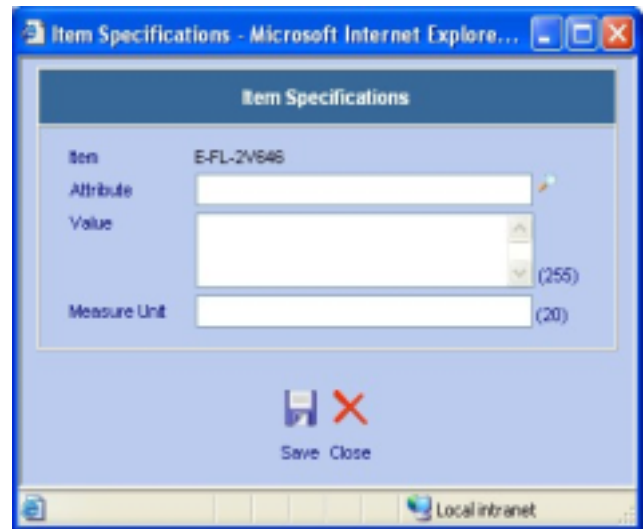 Item Specifications - Microsoft Internet Explore...
Item Specifications
Item E-FL-2V646
Attribute
Value
(255)
Measure Unit (20)
Save Close
Local intranet